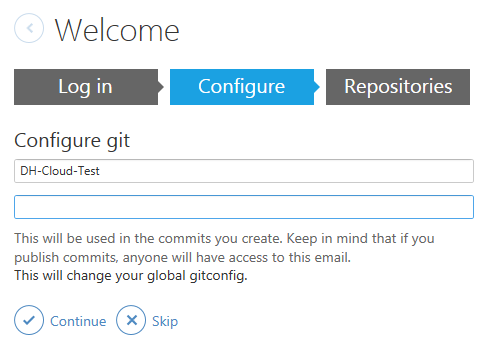 Welcome
Log in
Configure
Repositories
Configure git
DH-Cloud-Test
This will be used in the commits you create. Keep in mind that if you
publish commits, anyone will have access to this email.
This will change your global gitconfig.
Continue
Skip